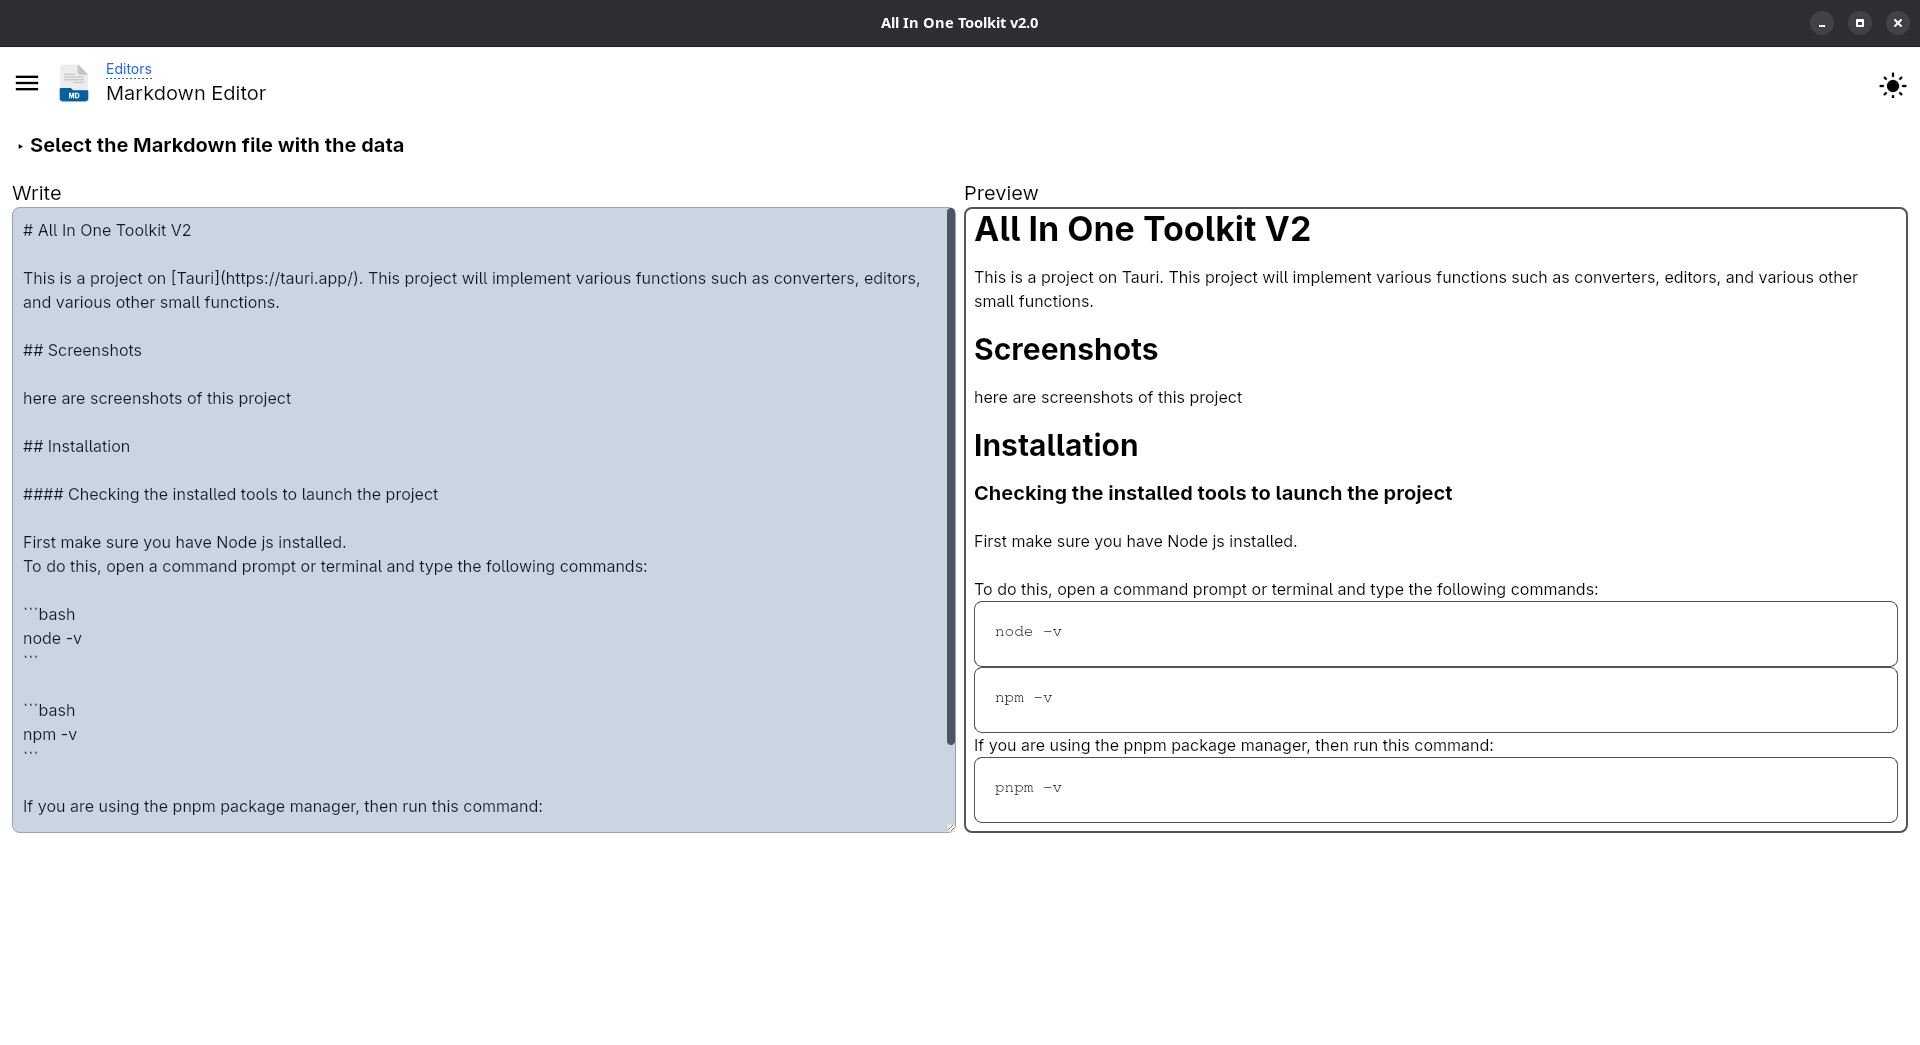 All In One Toolkit v2.0
Editors
MD
Markdown Editor
Select the Markdown file with the data
Write
# All In One Toolkit V2
This is a project on [Tauri](https://tauri.app/). This project will implement various functions such as converters, editors,
and various other small functions.
## Screenshots
here are screenshots of this project
## Installation
#### Checking the installed tools to launch the project
First make sure you have Node js installed.
To do this, open a command prompt or terminal and type the following commands:
```bash
node -v
```
```bash
npm -v
```
If you are using the pnpm package manager, then run this command:
Preview
All In One Toolkit V2
This is a project on Tauri. This project will implement various functions such as converters, editors, and various other
small functions.
Screenshots
here are screenshots of this project
Installation
Checking the installed tools to launch the project
First make sure you have Node js installed.
To do this, open a command prompt or terminal and type the following commands:
node -v
npm -v
If you are using the pnpm package manager, then run this command:
pnpm -v